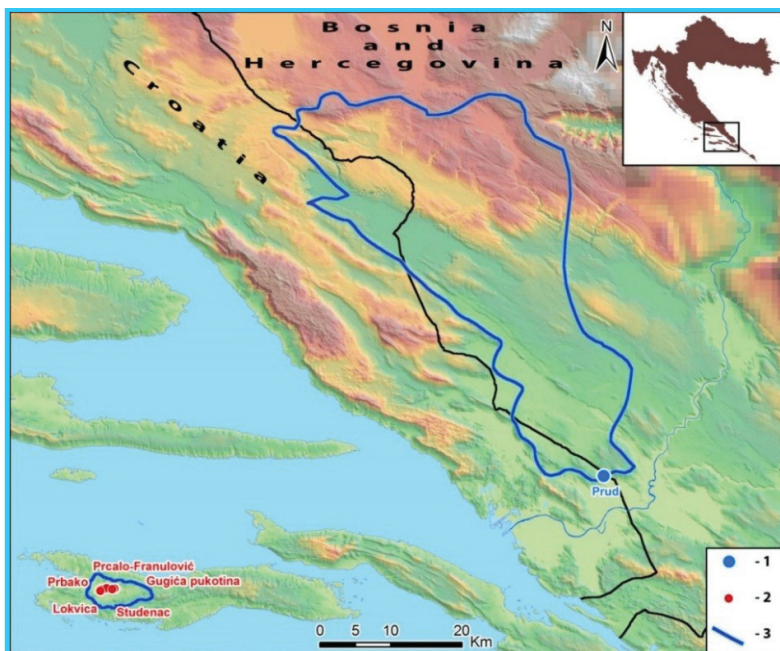 Bosnia
and
Hercegovina
N
Croatia
Prud
Prcalo-Franulović
Prbako
Gugića pukotina
Lokvica
Studenac
0 5 10 20
Km
- 1
- 2
- 3